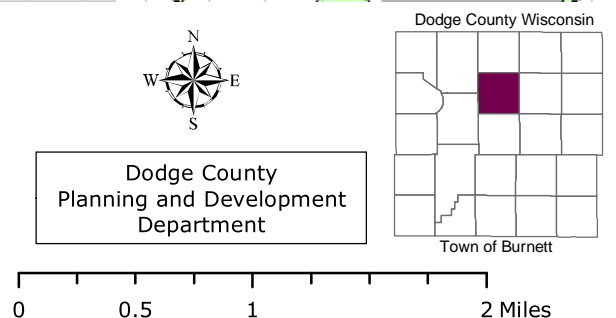 Dodge County Wisconsin
N
W E
S
Dodge County
Planning and Development
Department
Town of Burnett
0 0.5 1 2 Miles